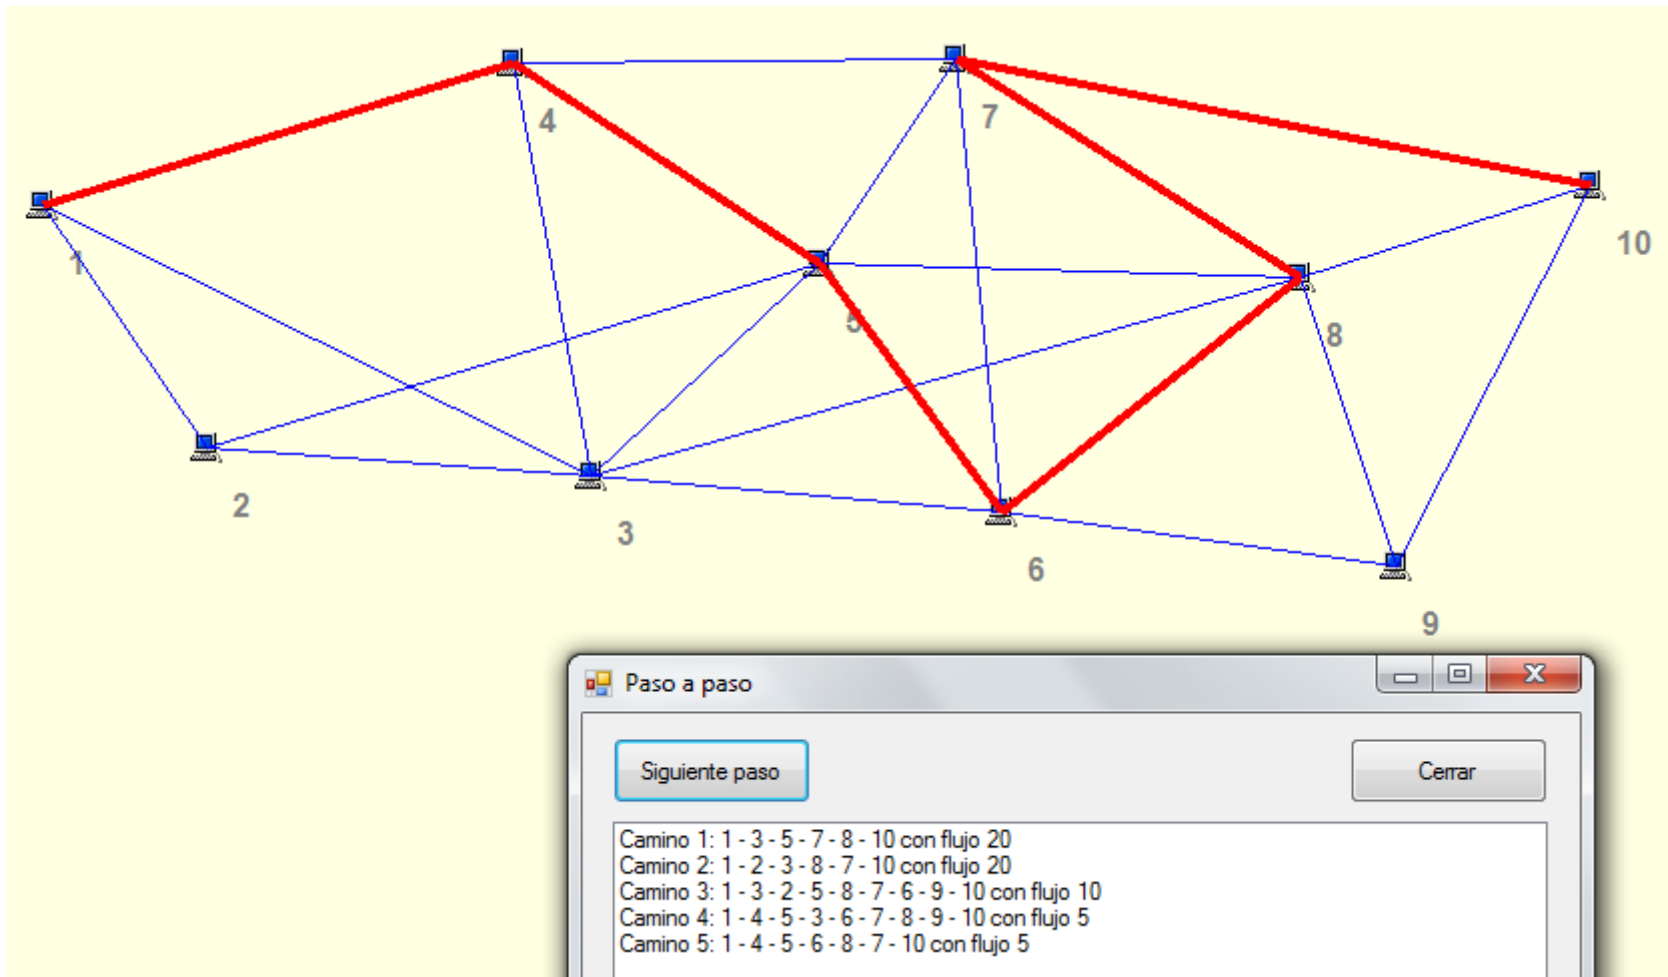 4
7
1
10
5
8
2
3
6
9
Paso a paso
Siguiente paso
Cerrar
Camino 1: 1 - 3 - 5 - 7 - 8 - 10 con flujo 20
Camino 2: 1 - 2 - 3 - 8 - 7 - 10 con flujo 20
Camino 3: 1 - 3 - 2 - 5 - 8 - 7 - 6 - 9 - 10 con flujo 10
Camino 4: 1 - 4 - 5 - 3 - 6 - 7 - 8 - 9 - 10 con flujo 5
Camino 5: 1 - 4 - 5 - 6 - 8 - 7 - 10 con flujo 5